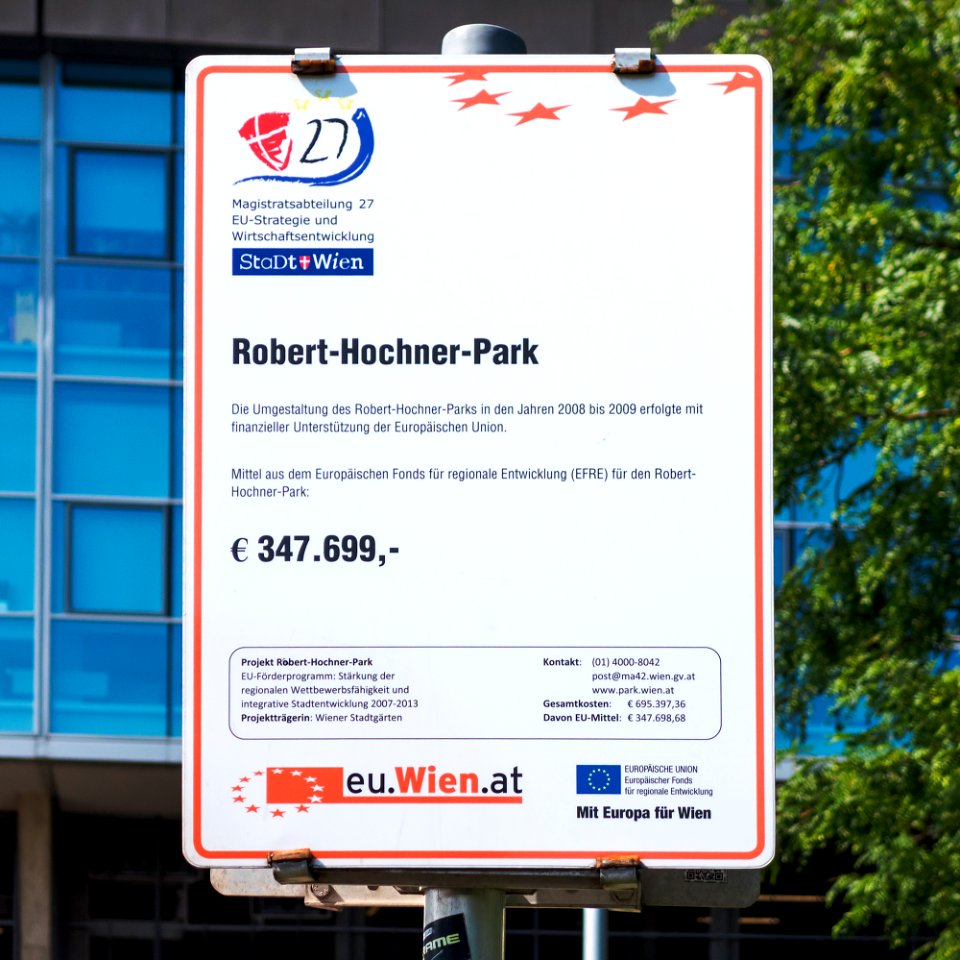 27
Magistratsabteilung 27
EU-Strategie und
Wirtschaftsentwicklung
StaDt Wien
Robert-Hochner-Park
Die Umgestaltung des Robert-Hochner-Parks in den Jahren 2008 bis 2009 erfolgte mit
finanzieller Unterstützung der Europäischen Union.
Mittel aus dem Europäischen Fonds für regionale Entwicklung (EFRE) für den Robert-
Hochner-Park:
€ 347.699,-
Projekt Robert-Hochner-Park
EU-Förderprogramm: Stärkung der
regionalen Wettbewerbsfähigkeit und
integrative Stadtentwicklung 2007-2013
Projektträgerin: Wiener Stadtgärten
Kontakt: (01) 4000-8042
post@ma42.wien.gv.at
www.park.wien.at
Gesamtkosten: € 695.397,36
Davon EU-Mittel: € 347.698,68
eu.Wien.at
EUROPÄISCHE UNION
Europäischer Fonds
für regionale Entwicklung
Mit Europa für Wien